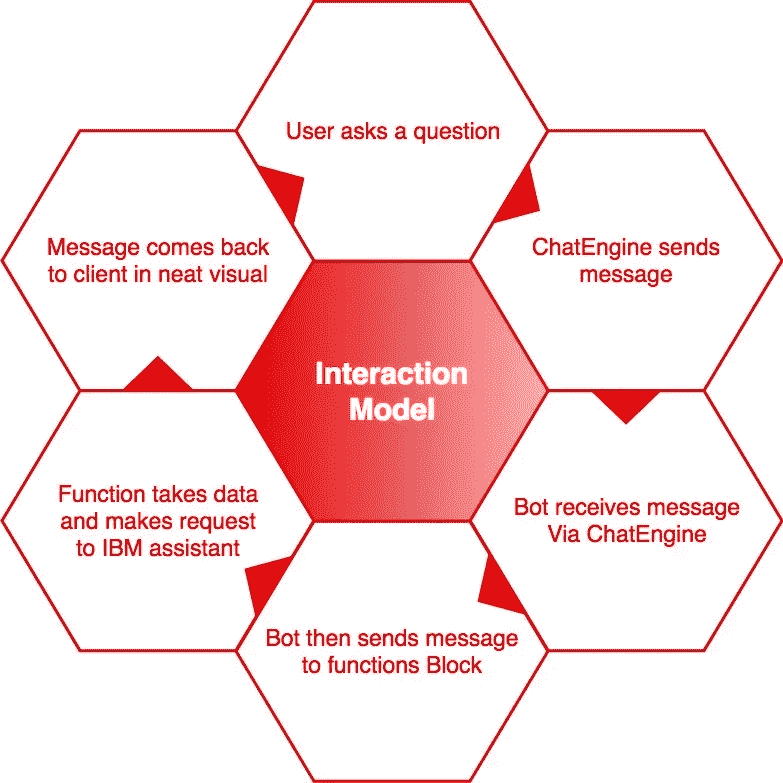 User asks a question
ChatEngine sends
message
Bot receives message
Via ChatEngine
Bot then sends message
to functions Block
Function takes data
and makes request
to IBM assistant
Message comes back
to client in neat visual
Interaction
Model